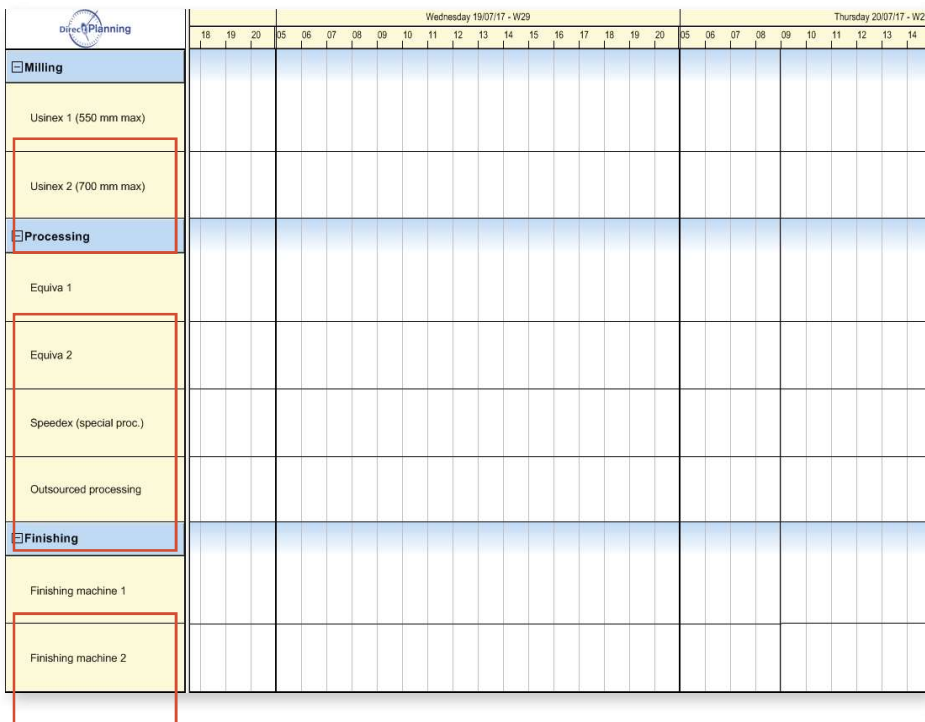 DirectPlanning
Wednesday 19/07/17 - W29
Thursday 20/07/17 - W2
18 19 20 05 06 07 08 09 10 11 12 13 14 15 16 17 18 19 20 05 06 07 08 09 10 11 12 13 14
Milling
Usinex 1 (550 mm max)
Usinex 2 (700 mm max)
Processing
Equiva 1
Equiva 2
Speedex (special proc.)
Outsourced processing
Finishing
Finishing machine 1
Finishing machine 2